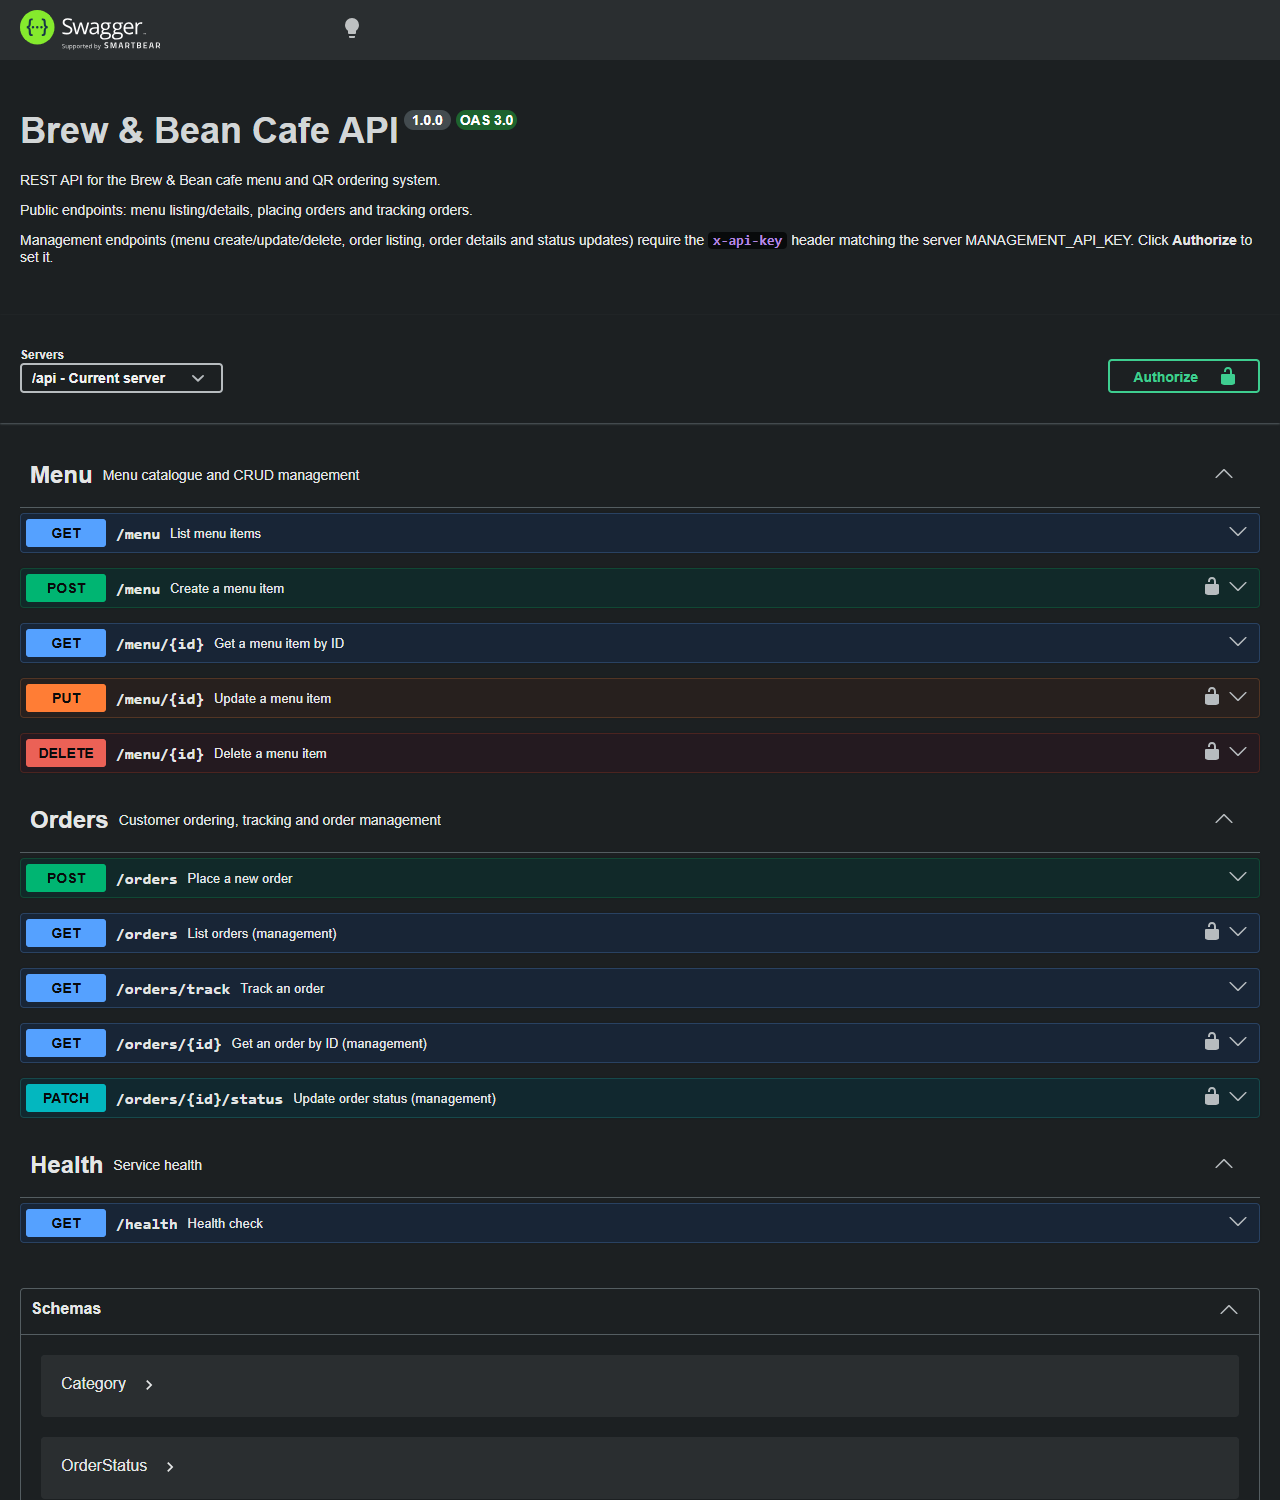 Swagger
Supported by SMARTBEAR
Brew & Bean Cafe API 1.0.0 OAS 3.0
REST API for the Brew & Bean cafe menu and QR ordering system.
Public endpoints: menu listing/details, placing orders and tracking orders.
Management endpoints (menu create/update/delete, order listing, order details and status updates) require the x-api-key header matching the server MANAGEMENT_API_KEY. Click Authorize to
set it.
Servers
/api - Current server
Authorize
Menu Menu catalogue and CRUD management
GET /menu List menu items
POST /menu Create a menu item
GET /menu/{id} Get a menu item by ID
PUT /menu/{id} Update a menu item
DELETE /menu/{id} Delete a menu item
Orders Customer ordering, tracking and order management
POST /orders Place a new order
GET /orders List orders (management)
GET /orders/track Track an order
GET /orders/{id} Get an order by ID (management)
PATCH /orders/{id}/status Update order status (management)
Health Service health
GET /health Health check
Schemas
Category
OrderStatus